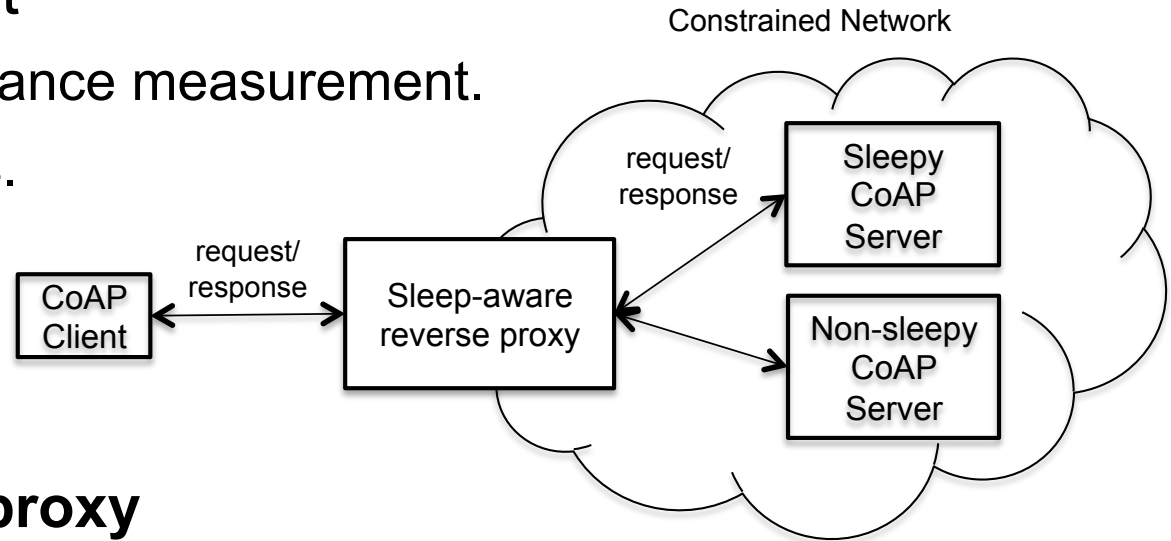 t
Constrained Network
ance measurement.
request/
response
Sleepy
CoAP
Server
request/
response
CoAP
Client
Sleep-aware
reverse proxy
Non-sleepy
CoAP
Server
proxy